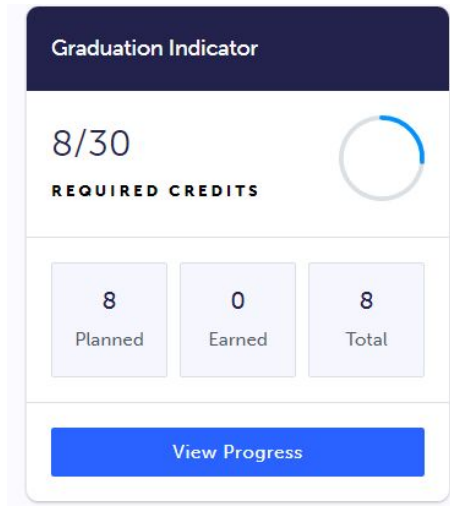 Graduation Indicator
8/30
REQUIRED CREDITS
8 0 8
Planned Earned Total
View Progress